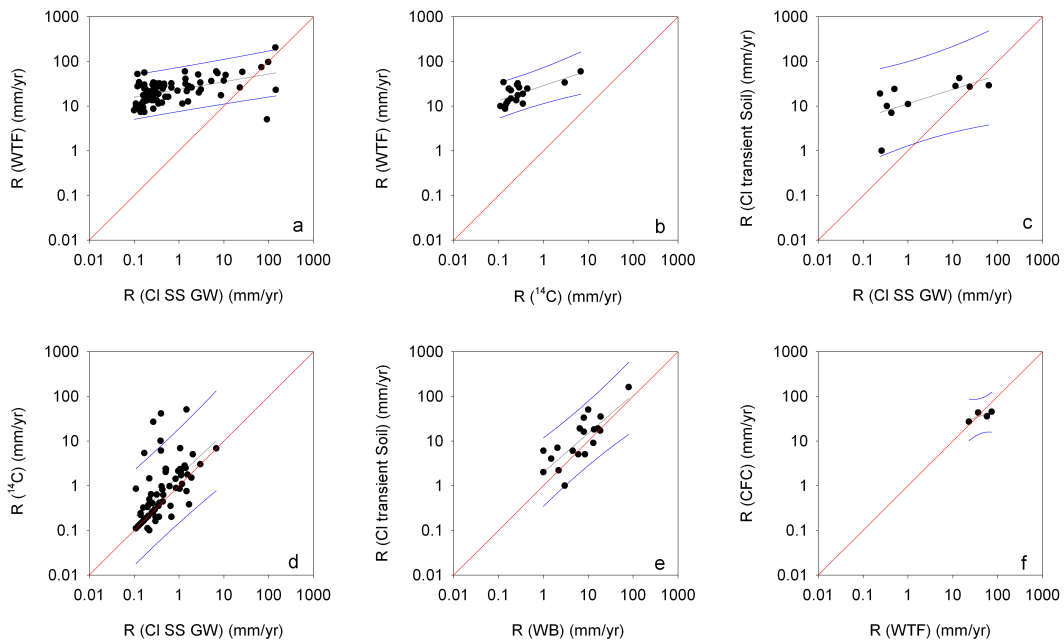 1000
100
10
1
0.1
0.01
R (WTF) (mm/yr)
a
0.01 0.1 1 10 100 1000
R (Cl SS GW) (mm/yr)
1000
100
10
1
0.1
0.01
R (WTF) (mm/yr)
b
0.01 0.1 1 10 100 1000
R (¹⁴C) (mm/yr)
1000
100
10
1
0.1
0.01
R (Cl transient Soil) (mm/yr)
c
0.01 0.1 1 10 100 1000
R (Cl SS GW) (mm/yr)
1000
100
10
1
0.1
0.01
R (¹⁴C) (mm/yr)
d
0.01 0.1 1 10 100 1000
R (Cl SS GW) (mm/yr)
1000
100
10
1
0.1
0.01
R (Cl transient Soil) (mm/yr)
e
0.01 0.1 1 10 100 1000
R (WB) (mm/yr)
1000
100
10
1
0.1
0.01
R (CFC) (mm/yr)
f
0.01 0.1 1 10 100 1000
R (WTF) (mm/yr)